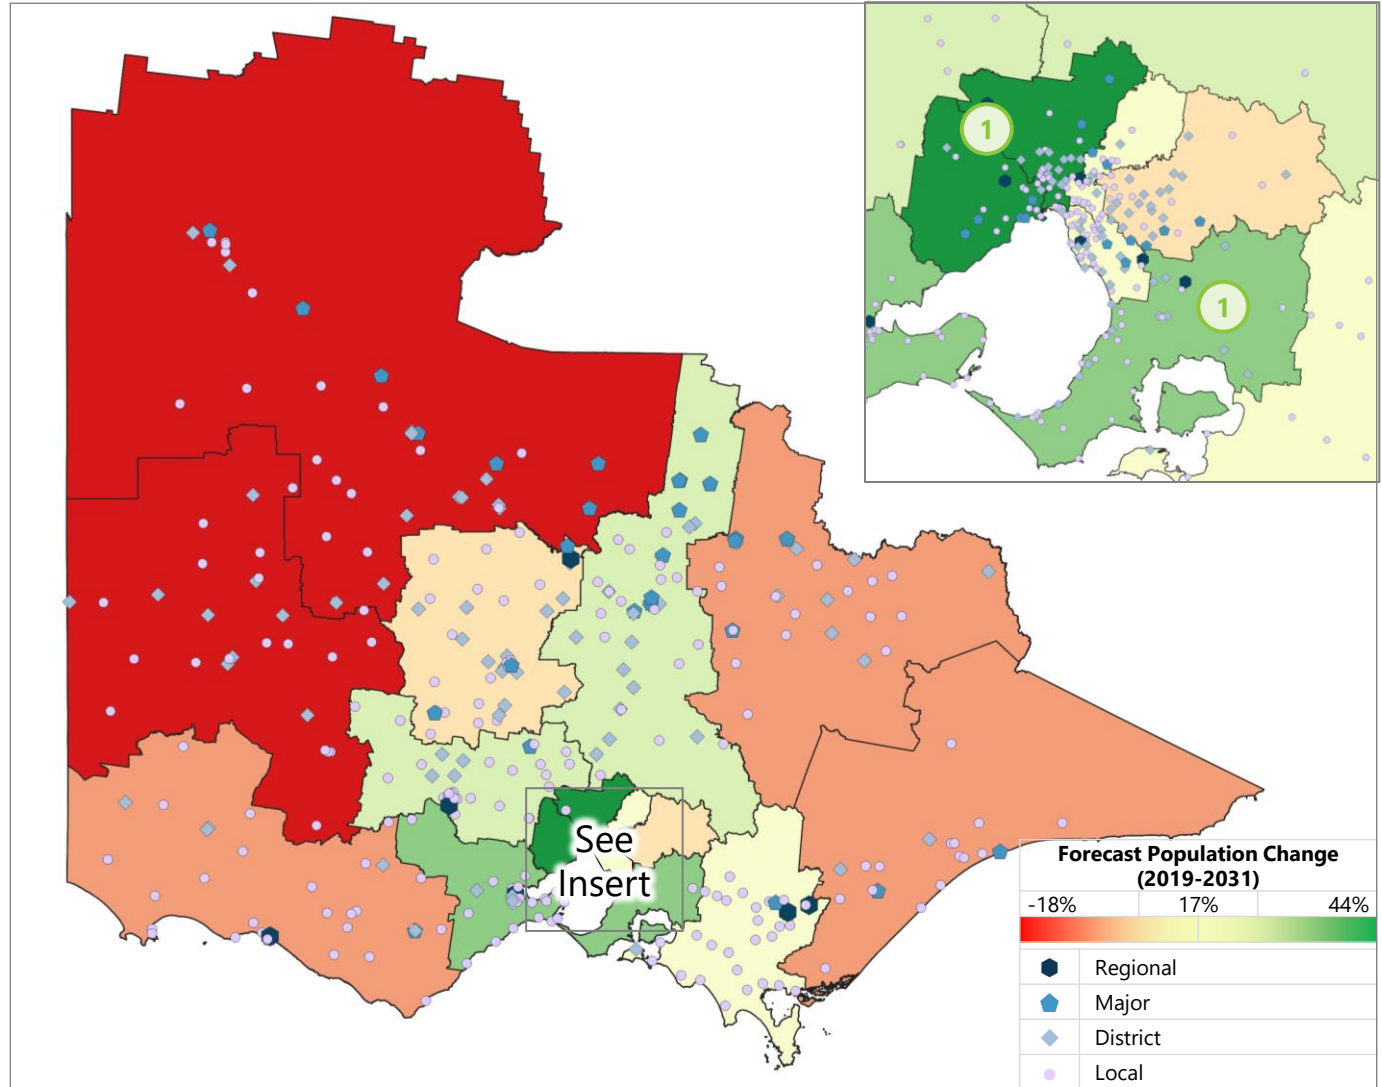 1
1
See
Insert
Forecast Population Change
(2019-2031)
-18% 17% 44%
Regional
Major
District
Local